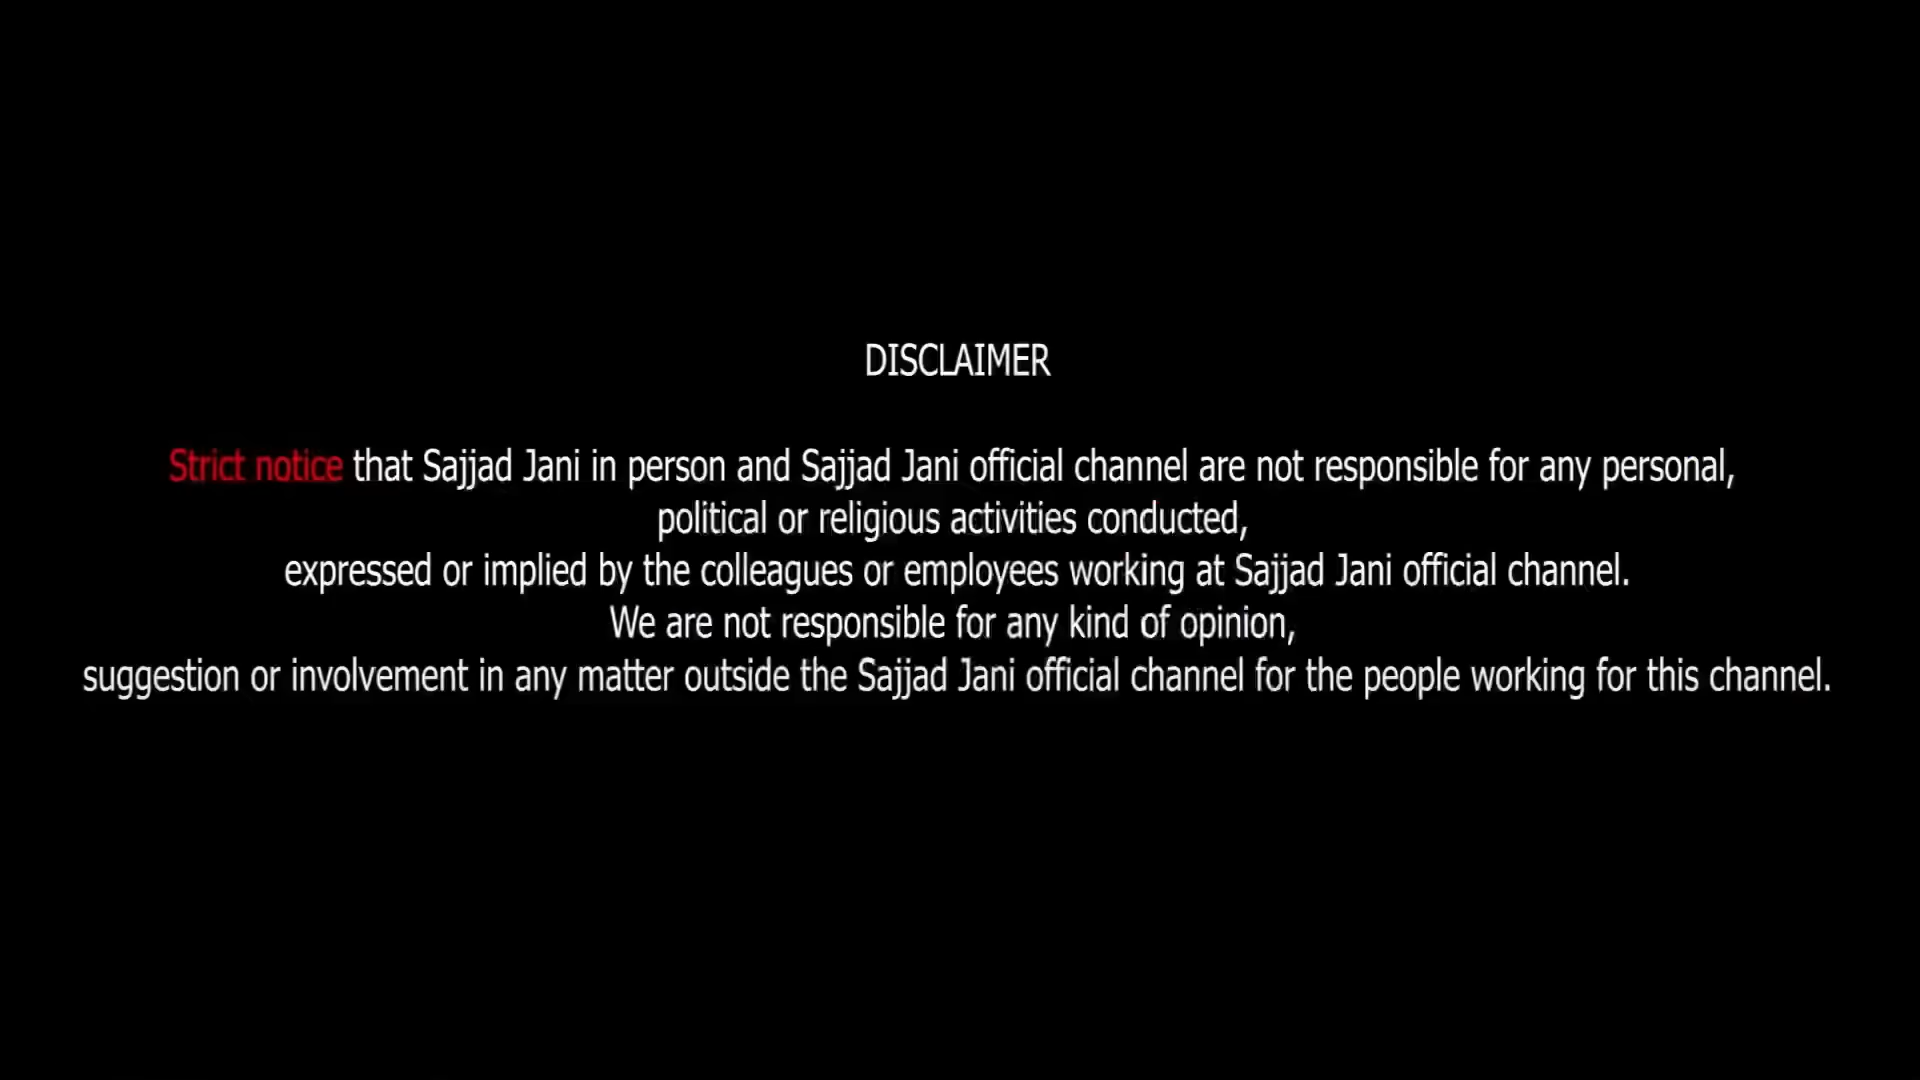 DISCLAIMER
Strict notice that Sajjad Jani in person and Sajjad Jani official channel are not responsible for any personal,
political or religious activities conducted,
expressed or implied by the colleagues or employees working at Sajjad Jani official channel.
We are not responsible for any kind of opinion,
suggestion or involvement in any matter outside the Sajjad Jani official channel for the people working for this channel.